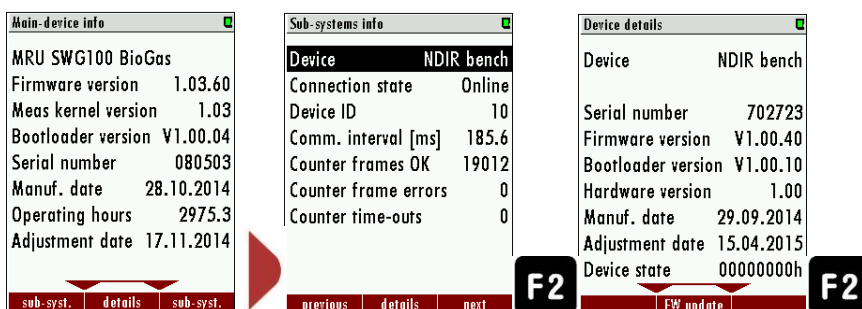 Main-device info
MRU SWG100 BioGas
Firmware version 1.03.60
Meas kernel version 1.03
Bootloader version V1.00.04
Serial number 080503
Manuf. date 28.10.2014
Operating hours 2975.3
Adjustment date 17.11.2014
sub-syst. details sub-syst.
Sub-systems info
Device NDIR bench
Connection state Online
Device ID 10
Comm. interval [ms] 185.6
Counter frames OK 19012
Counter frame errors 0
Counter time-outs 0
previous details next
F2
Device details
Device NDIR bench
Serial number 702723
Firmware version V1.00.40
Bootloader version V1.00.10
Hardware version 1.00
Manuf. date 29.09.2014
Adjustment date 15.04.2015
Device state 00000000h
FW update
F2